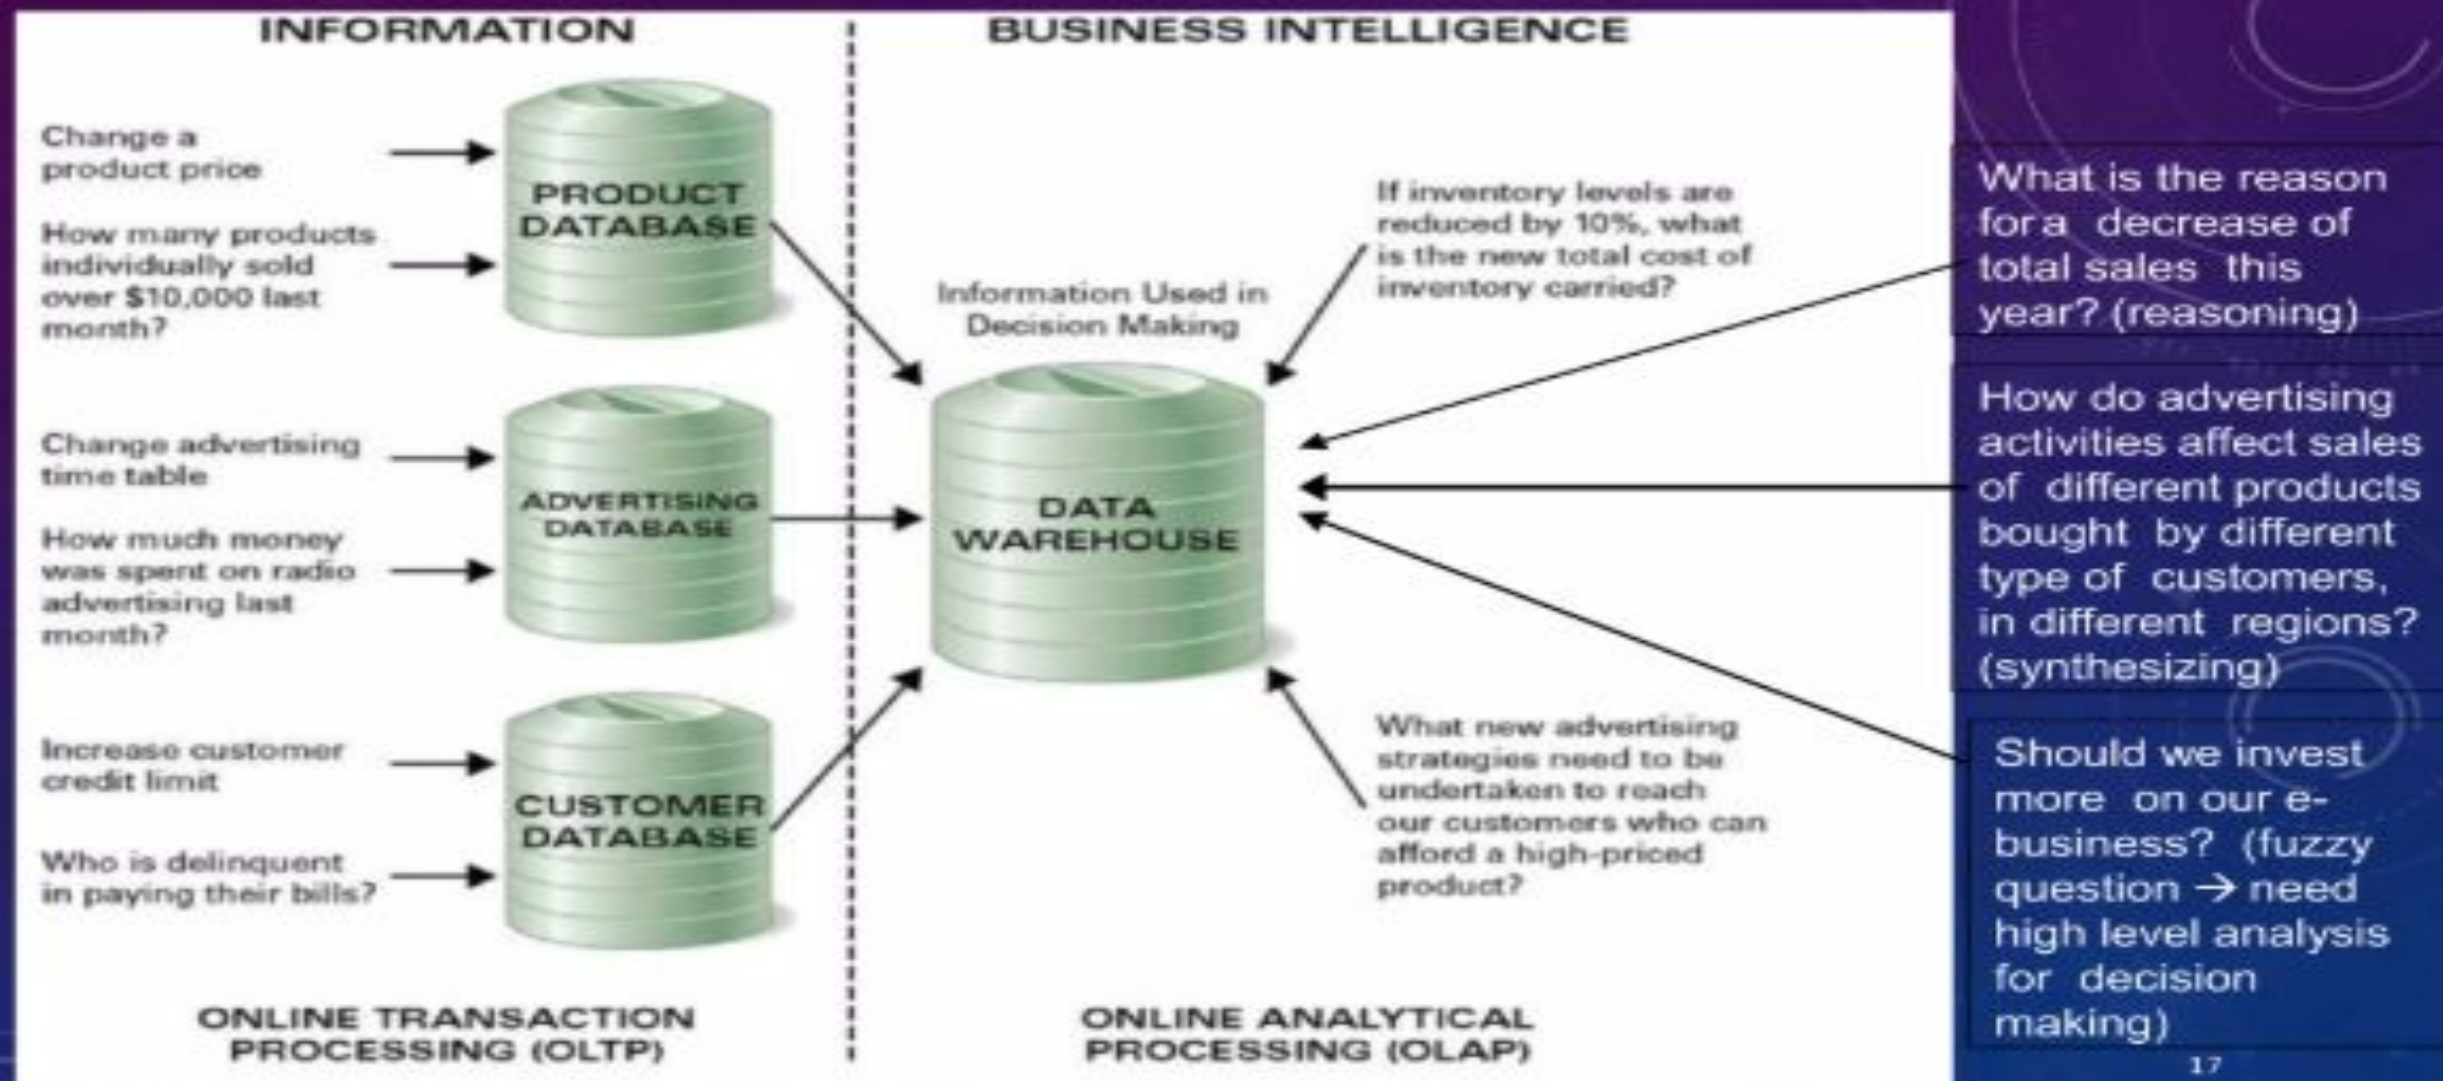 INFORMATION
Change a
product price
How many products
individually sold
over $10,000 last
month?
PRODUCT
DATABASE
Change advertising
time table
How much money
was spent on radio
advertising last
month?
ADVERTISING
DATABASE
Increase customer
credit limit
Who is delinquent
in paying their bills?
CUSTOMER
DATABASE
ONLINE TRANSACTION
PROCESSING (OLTP)
BUSINESS INTELLIGENCE
Information Used in
Decision Making
DATA
WAREHOUSE
If inventory levels are
reduced by 10%, what
is the new total cost of
inventory carried?
What new advertising
strategies need to be
undertaken to reach
our customers who can
afford a high-priced
product?
ONLINE ANALYTICAL
PROCESSING (OLAP)
What is the reason
for a decrease of
total sales this
year? (reasoning)
How do advertising
activities affect sales
of different products
bought by different
type of customers,
in different regions?
(synthesizing)
Should we invest
more on our e-
business? (fuzzy
question → need
high level analysis
for decision
making)
17